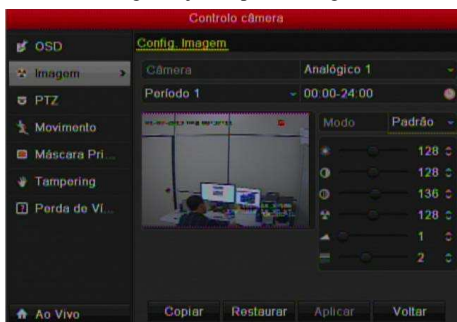 Controlo câmera
OSD
Imagem
PTZ
Movimento
Máscara Pri...
Tampering
Perda de Ví...
Ao Vivo
Config. Imagem
Câmera Analógico 1
Período 1 00:00-24:00
Modo Padrão
128
128
136
128
1
2
Copiar Restaurar Aplicar Voltar